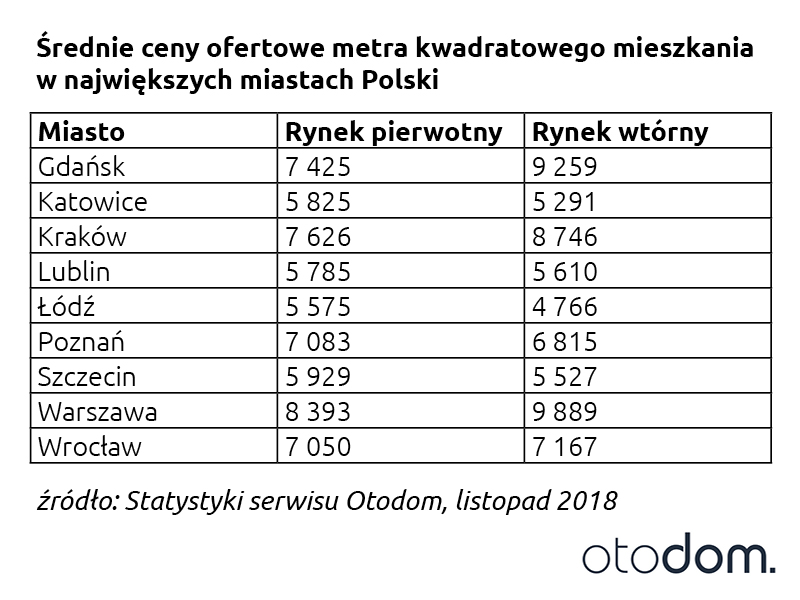 Średnie ceny ofertowe metra kwadratowego mieszkania
w największych miastach Polski
Miasto Rynek pierwotny Rynek wtórny
Gdańsk 7 425 9 259
Katowice 5 825 5 291
Kraków 7 626 8 746
Lublin 5 785 5 610
Łódź 5 575 4 766
Poznań 7 083 6 815
Szczecin 5 929 5 527
Warszawa 8 393 9 889
Wrocław 7 050 7 167
źródło: Statystyki serwisu Otodom, listopad 2018
otodom.